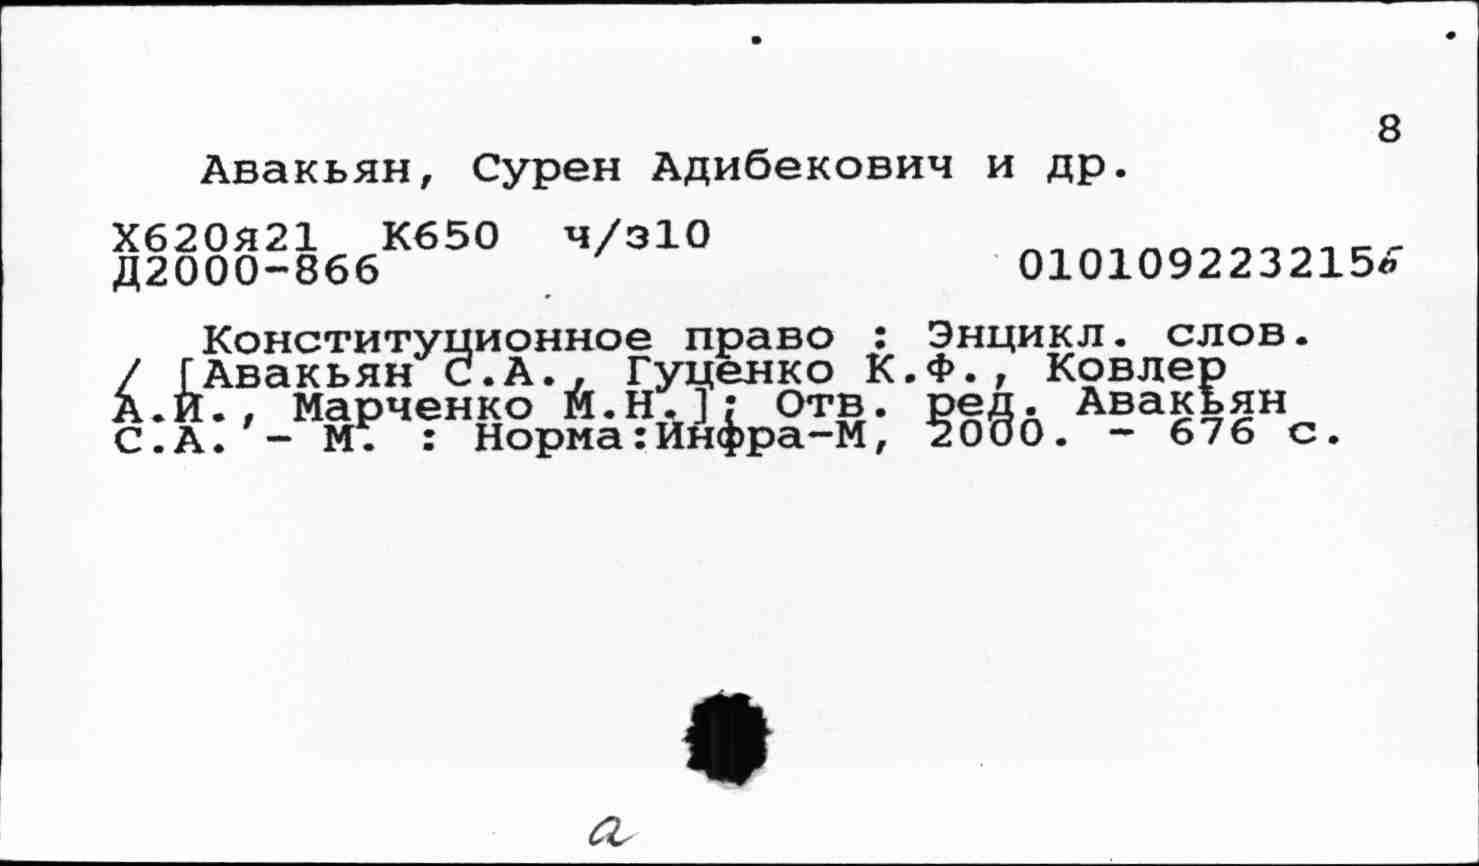 8
Авакьян, Сурен Адибекович и др.
Х620я21 К650 ч/з10
Д2000-866 0101092232156
Конституционное право : Энцикл. слов.
/ [Авакьян С.А., Гуценко К.Ф., Ковлер
А.И., Марченко М.Н.]; Отв. ред. Авакьян
С.А. - М. : Норма:Инфра-М, 2000. - 676 с.
а